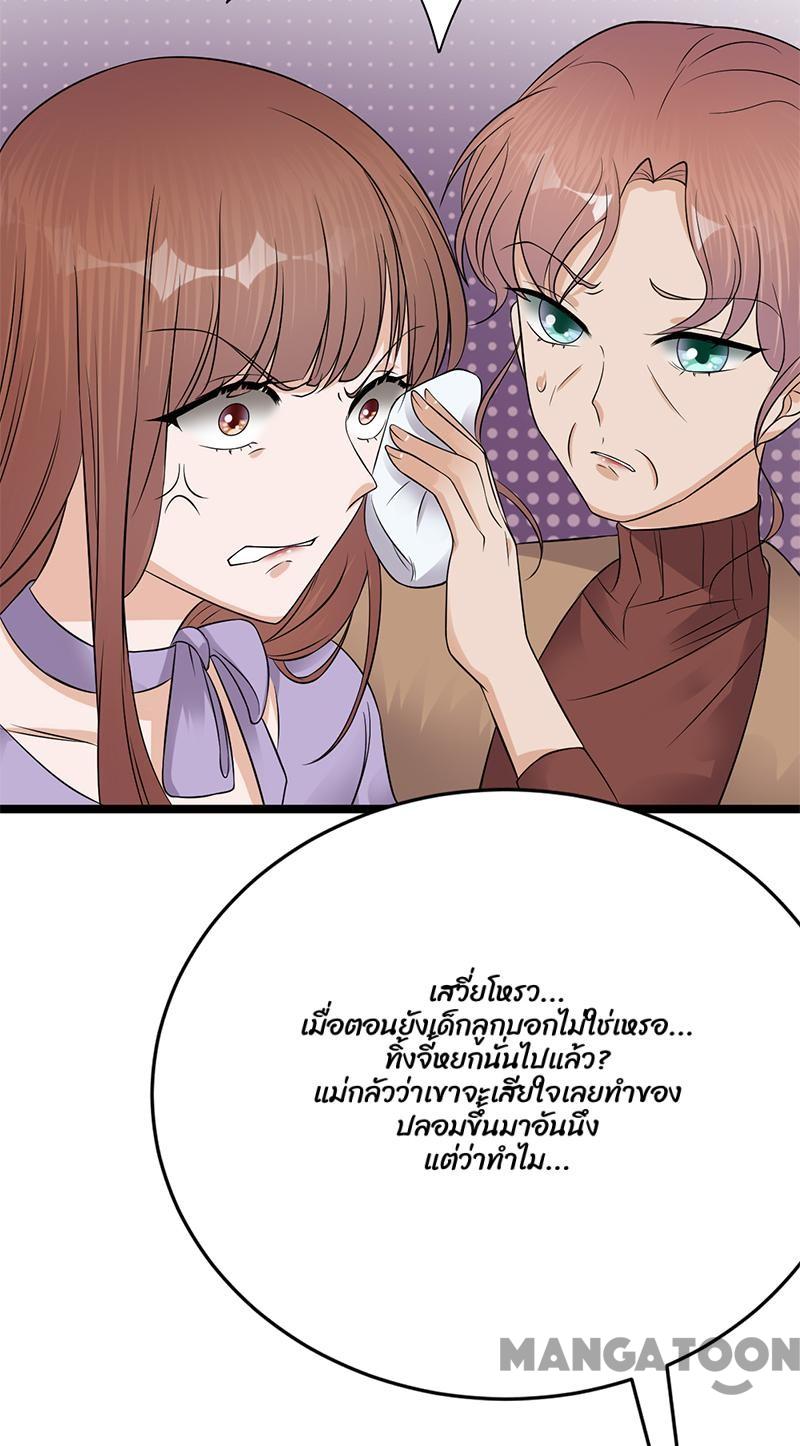 เสวี่ยโหรว...
เมื่อตอนยังเด็กลูกบอกไม่ใช่เหรอ...
ทิ้งจี้หยกนั่นไปแล้ว?
แม่กลัวว่าเขาจะเสียใจเลยทำของ
ปลอมขึ้นมาอันนึง
แต่ว่าทำไม...
MANGATOON